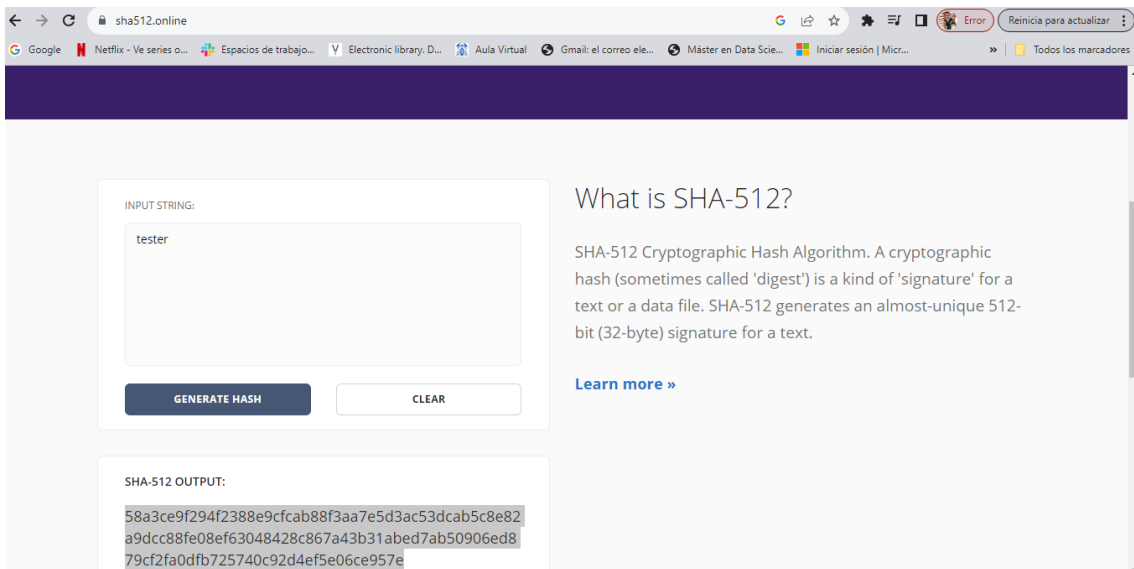 sha512.online
Error
Reinicia para actualizar
Google
Netflix - Ve series o...
Espacios de trabajo...
Electronic library. D...
Aula Virtual
Gmail: el correo ele...
Máster en Data Scie...
Iniciar sesión | Micr...
»
Todos los marcadores
INPUT STRING:
tester
GENERATE HASH
CLEAR
SHA-512 OUTPUT:
58a3ce9f294f2388e9cfcab88f3aa7e5d3ac53dcab5c8e82
a9dcc88fe08ef63048428c867a43b31abed7ab50906ed8
79cf2fa0dfb725740c92d4ef5e06ce957e
What is SHA-512?
SHA-512 Cryptographic Hash Algorithm. A cryptographic
hash (sometimes called 'digest') is a kind of 'signature' for a
text or a data file. SHA-512 generates an almost-unique 512-
bit (32-byte) signature for a text.
Learn more »